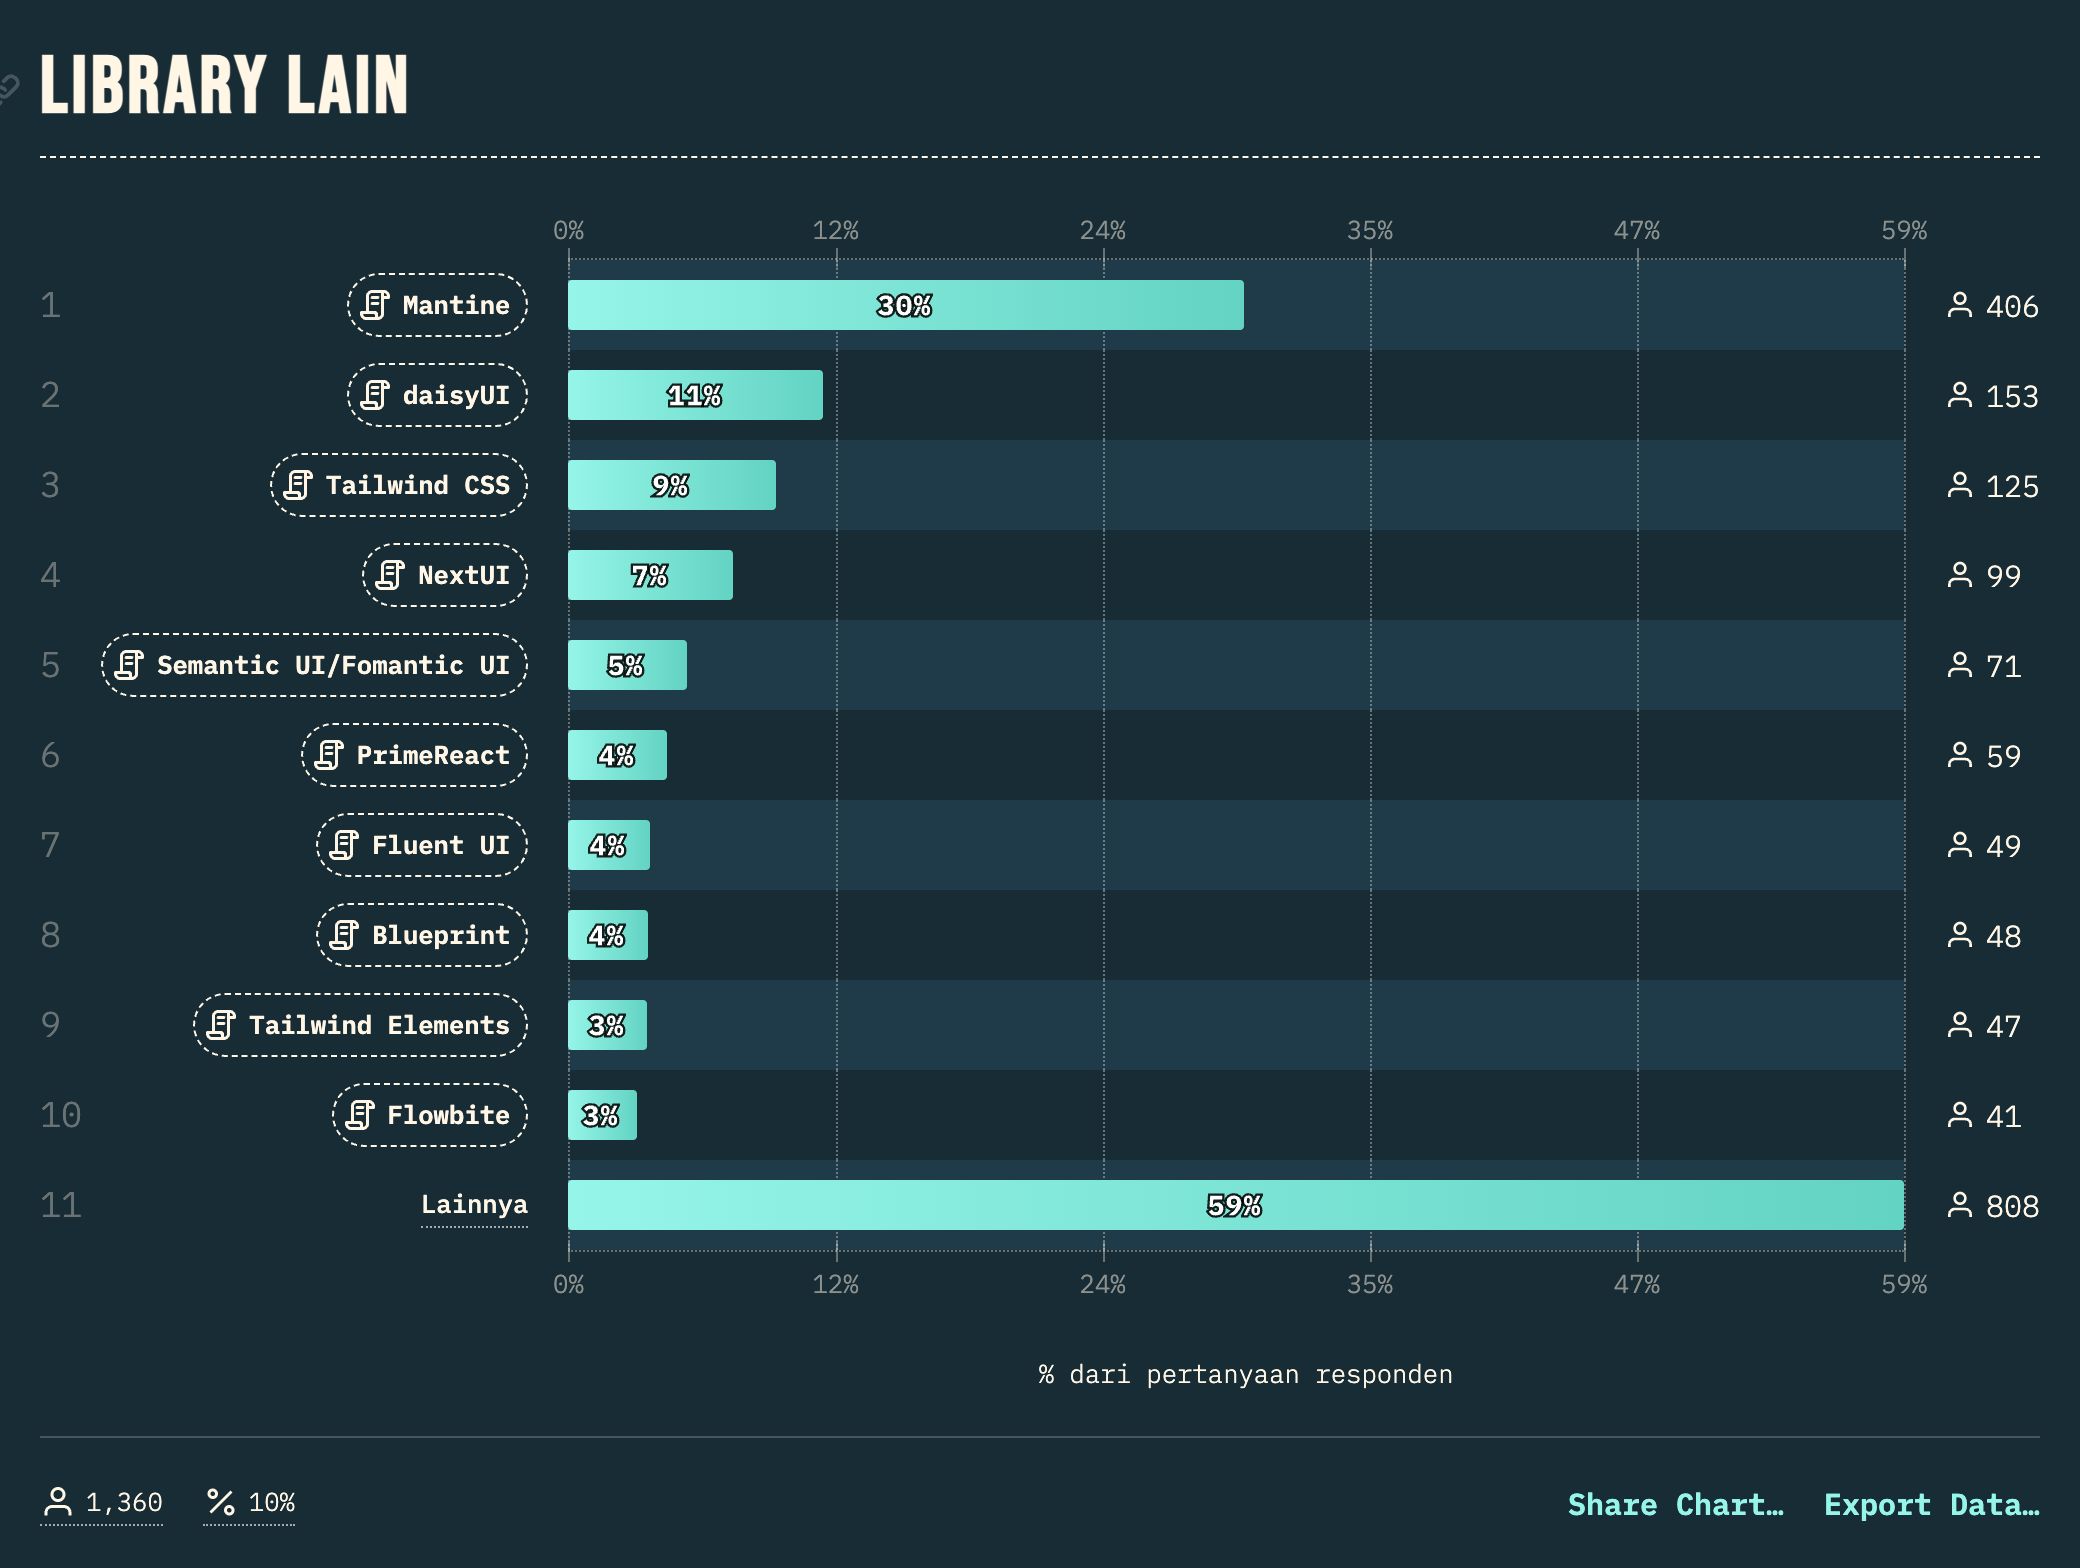 LIBRARY LAIN
0% 12% 24% 35% 47% 59%
1 Mantine 30% 406
2 daisyUI 11% 153
3 Tailwind CSS 9% 125
4 NextUI 7% 99
5 Semantic UI/Fomantic UI 5% 71
6 PrimeReact 4% 59
7 Fluent UI 4% 49
8 Blueprint 4% 48
9 Tailwind Elements 3% 47
10 Flowbite 3% 41
11 Lainnya 59% 808
0% 12% 24% 35% 47% 59%
% dari pertanyaan responden
1,360 10% Share Chart… Export Data…